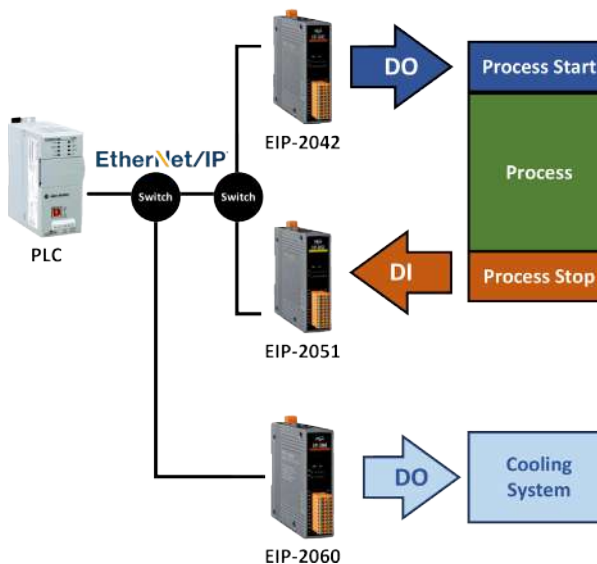 DO
Process Start
EIP-2042
EtherNet/IP
Process
Switch
Switch
PLC
DI
Process Stop
EIP-2051
DO
Cooling
System
EIP-2060